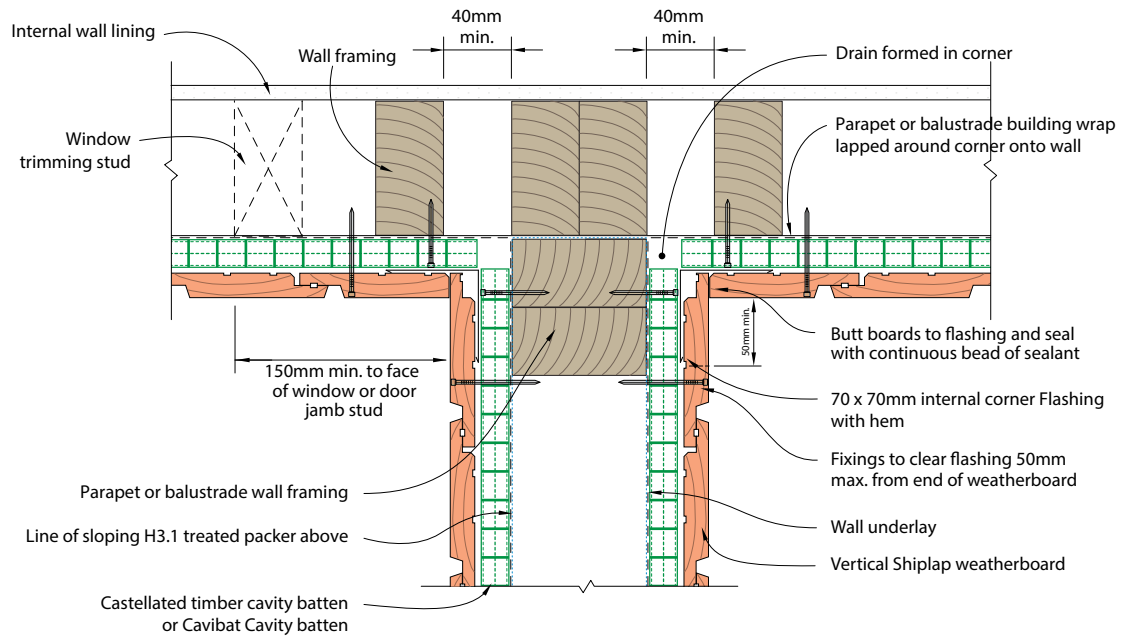 40mm
min.
40mm
min.
Internal wall lining
Wall framing
Drain formed in corner
Window
trimming stud
Parapet or balustrade building wrap
lapped around corner onto wall
50mm min.
Butt boards to flashing and seal
with continuous bead of sealant
150mm min. to face
of window or door
jamb stud
70 x 70mm internal corner Flashing
with hem
Fixings to clear flashing 50mm
max. from end of weatherboard
Parapet or balustrade wall framing
Wall underlay
Line of sloping H3.1 treated packer above
Vertical Shiplap weatherboard
Castellated timber cavity batten
or Cavibat Cavity batten